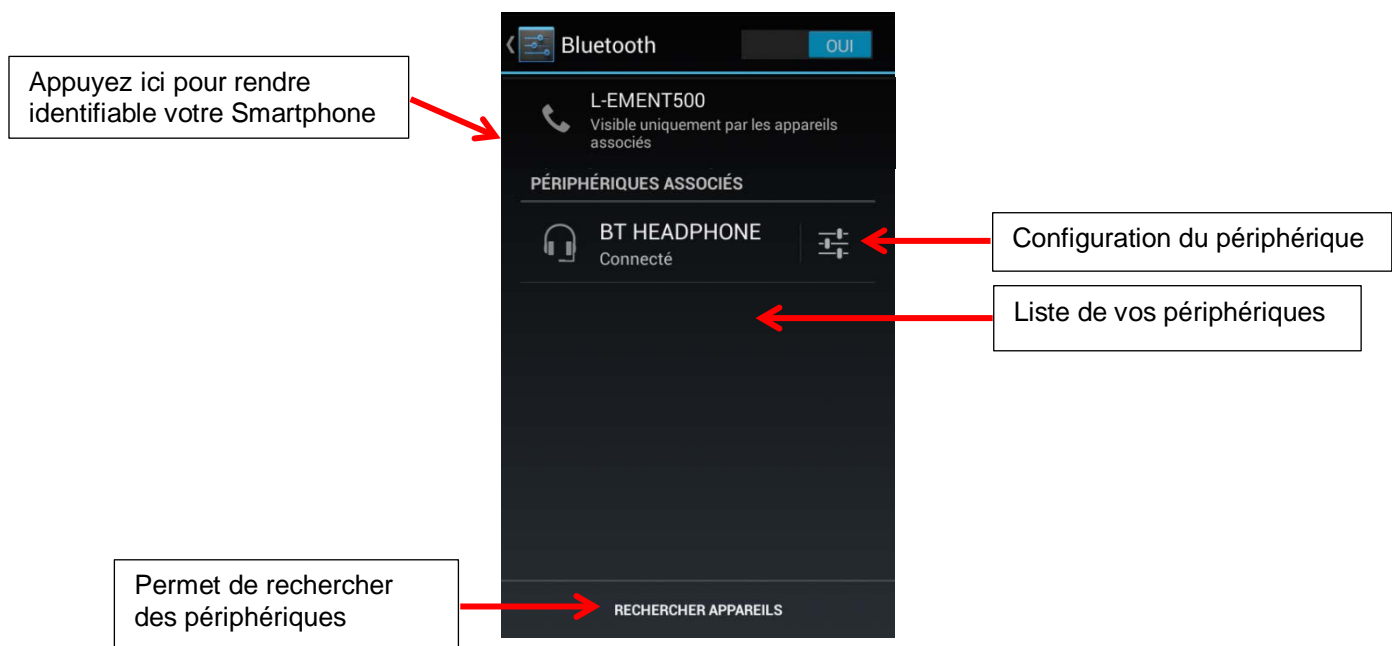 Bluetooth
OUI
Appuyez ici pour rendre
identifiable votre Smartphone
L-EMENT500
Visible uniquement par les appareils
associés
PÉRIPHÉRIQUES ASSOCIÉS
BT HEADPHONE
Connecté
Configuration du périphérique
Liste de vos périphériques
Permet de rechercher
des périphériques
RECHERCHER APPAREILS